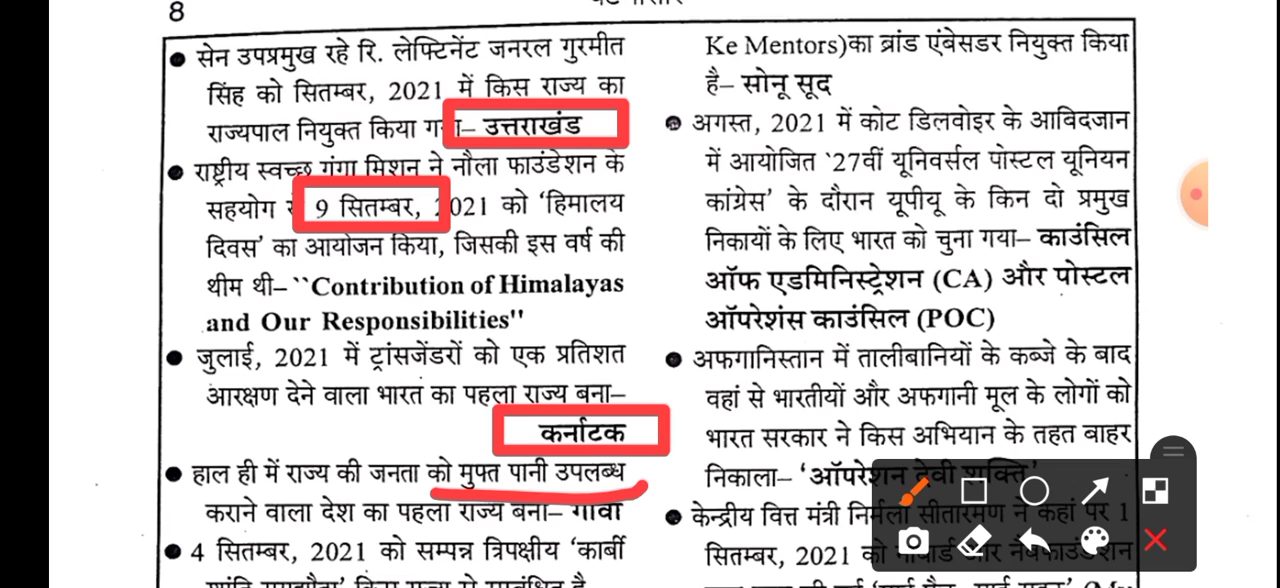 8
सेन उपप्रमुख रहे रि. लेफ्टिनेंट जनरल गुरमीत
सिंह को सितम्बर, 2021 में किस राज्य का
राज्यपाल नियुक्त किया गया– उत्तराखंड
राष्ट्रीय स्वच्छ गंगा मिशन ने नौला फाउंडेशन के
सहयोग 9 सितम्बर, 2021 को 'हिमालय
दिवस' का आयोजन किया, जिसकी इस वर्ष की
थीम थी– ``Contribution of Himalayas
and Our Responsibilities"
जुलाई, 2021 में ट्रांसजेंडरों को एक प्रतिशत
आरक्षण देने वाला भारत का पहला राज्य बना–
कर्नाटक
हाल ही में राज्य की जनता को मुफ्त पानी उपलब्ध
कराने वाला देश का पहला राज्य बना– गोवा
4 सितम्बर, 2021 को सम्पन्न त्रिपक्षीय 'कार्बी
Ke Mentors)का ब्रांड एंबेसडर नियुक्त किया
है– सोनू सूद
अगस्त, 2021 में कोट डिलवोइर के आविदजान
में आयोजित '27वीं यूनिवर्सल पोस्टल यूनियन
कांग्रेस' के दौरान यूपीयू के किन दो प्रमुख
निकायों के लिए भारत को चुना गया– काउंसिल
ऑफ एडमिनिस्ट्रेशन (CA) और पोस्टल
ऑपरेशंस काउंसिल (POC)
अफगानिस्तान में तालीबानियों के कब्जे के बाद
वहां से भारतीयों और अफगानी मूल के लोगों को
भारत सरकार ने किस अभियान के तहत बाहर
निकाला– 'ऑपरेशन देवी शक्ति'
केन्द्रीय वित्त मंत्री निर्मला सीतारमण ने कहां पर 1
सितम्बर, 2021 को